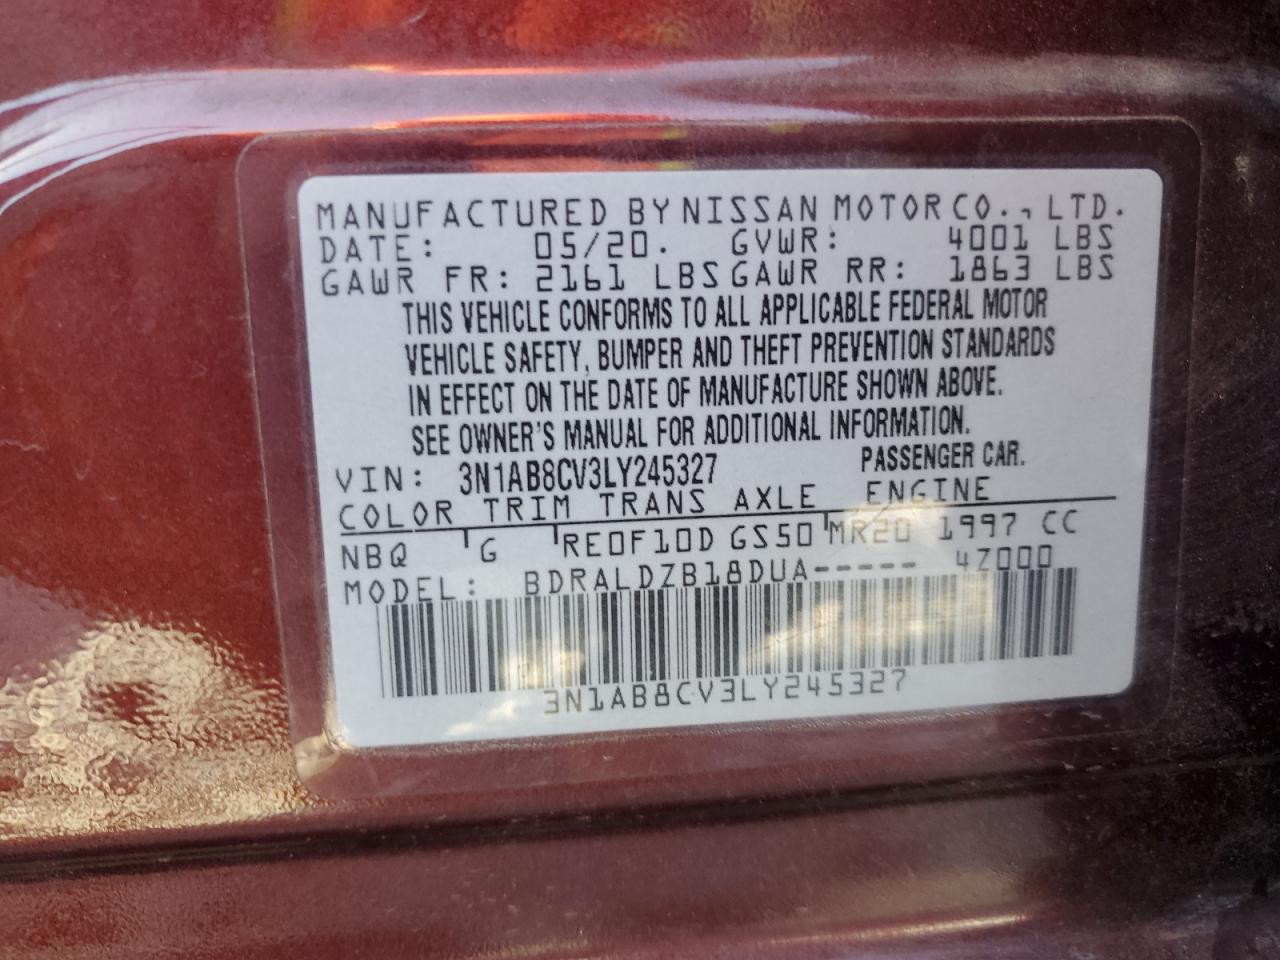 MANUFACTURED BY NISSAN MOTOR CO., LTD.
DATE: 05/20. GVWR: 4001 LBS
GAWR FR: 2161 LBS GAWR RR: 1863 LBS
THIS VEHICLE CONFORMS TO ALL APPLICABLE FEDERAL MOTOR
VEHICLE SAFETY, BUMPER AND THEFT PREVENTION STANDARDS
IN EFFECT ON THE DATE OF MANUFACTURE SHOWN ABOVE.
SEE OWNER'S MANUAL FOR ADDITIONAL INFORMATION.
VIN: 3N1AB8CV3LY245327 PASSENGER CAR.
COLOR TRIM TRANS AXLE ENGINE
NBQ G RE0F10D GS50 MR20 1997 CC
MODEL: BDRALDZB18DUA----- 4Z000
3N1AB8CV3LY245327